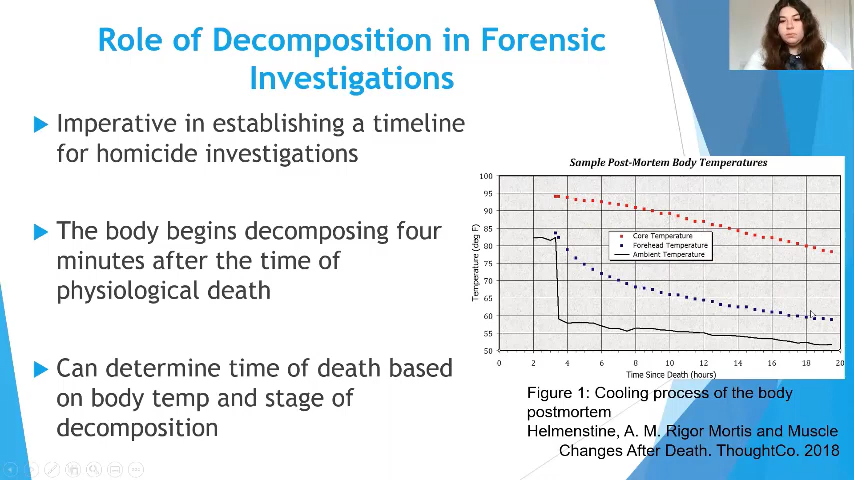 Role of Decomposition in Forensic
Investigations
Imperative in establishing a timeline
for homicide investigations
The body begins decomposing four
minutes after the time of
physiological death
Can determine time of death based
on body temp and stage of
decomposition
Sample Post-Mortem Body Temperatures
Temperature (deg F)
100
95
90
85
80
75
70
65
60
55
50
Core Temperature
Forehead Temperature
Ambient Temperature
0 2 4 6 8 10 12 14 16 18 20
Time Since Death (hours)
Figure 1: Cooling process of the body
postmortem
Helmenstine, A. M. Rigor Mortis and Muscle
Changes After Death. ThoughtCo. 2018